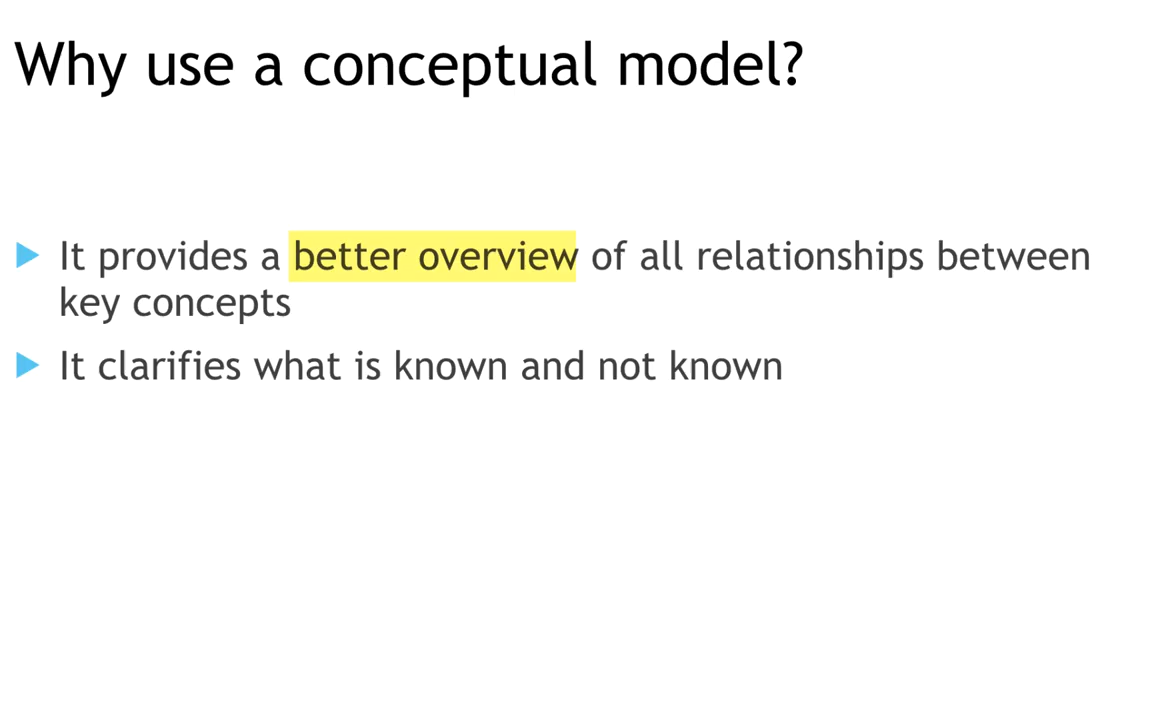 Why use a conceptual model?
It provides a better overview of all relationships between
key concepts
It clarifies what is known and not known